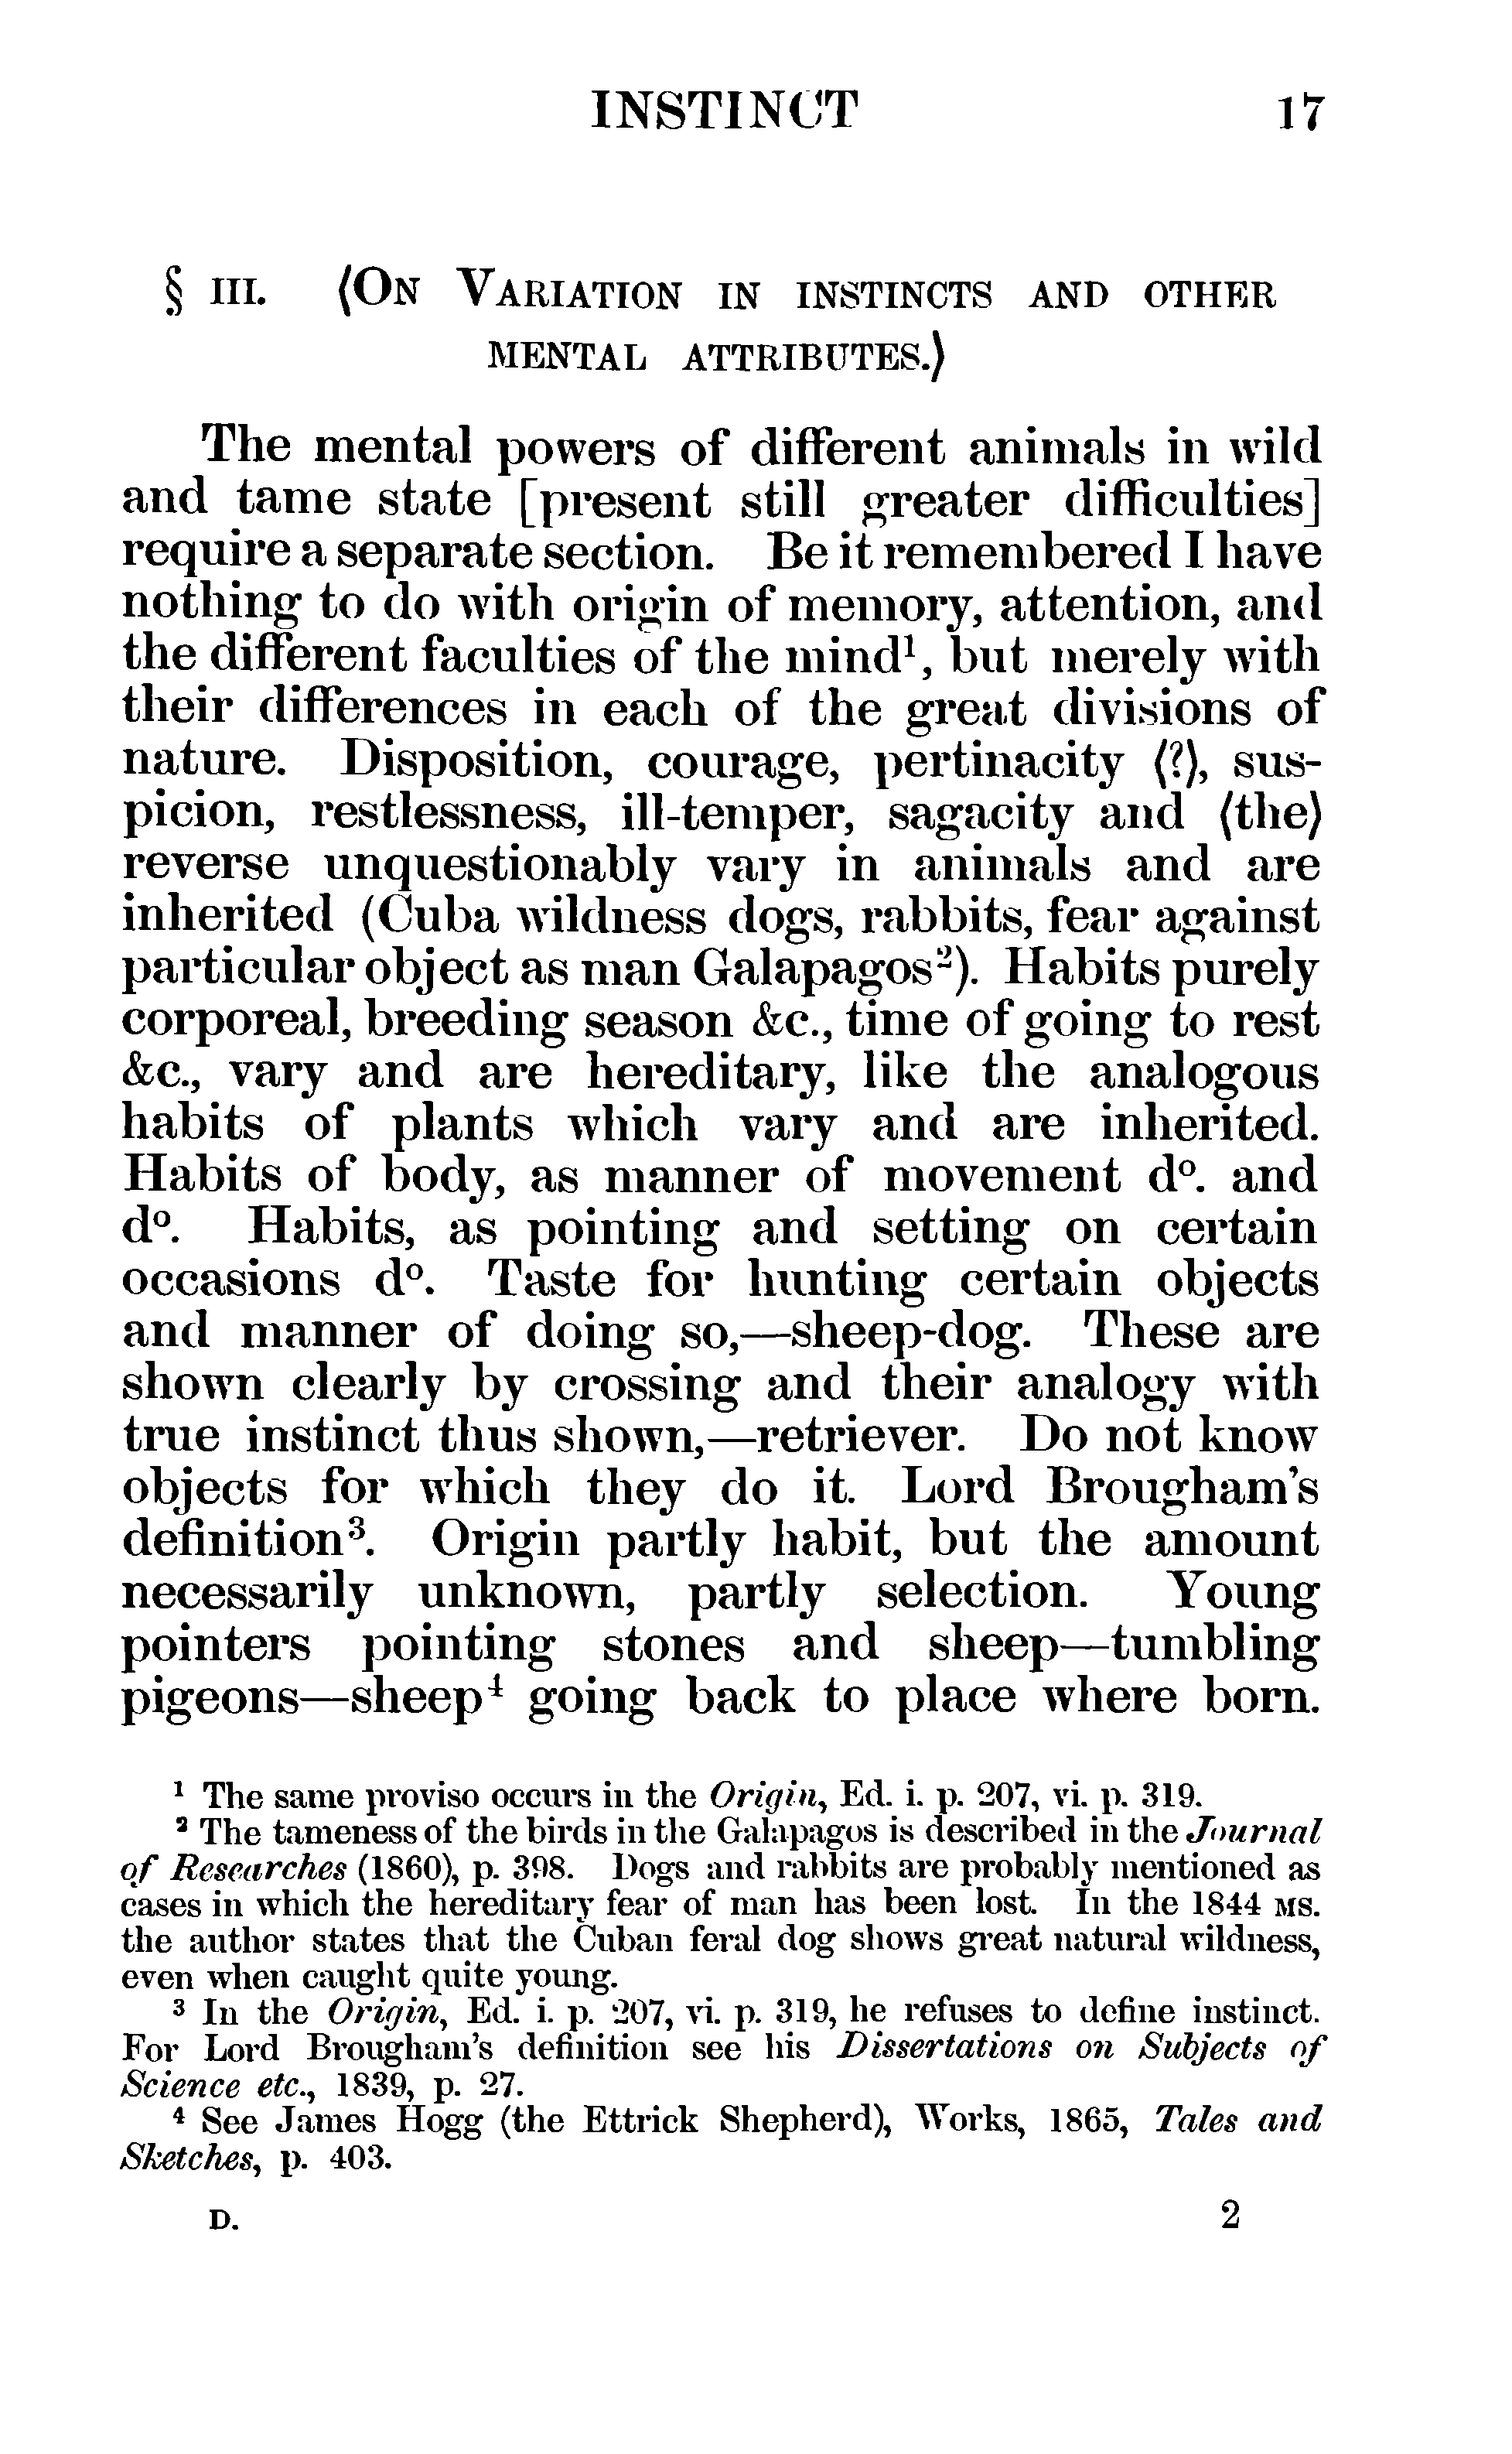 INSTINCT 17
§ III. ⟨On Variation in instincts and other
mental attributes.⟩
The mental powers of different animals in wild
and tame state [present still greater difficulties]
require a separate section. Be it remembered I have
nothing to do with origin of memory, attention, and
the different faculties of the mind¹, but merely with
their differences in each of the great divisions of
nature. Disposition, courage, pertinacity ⟨?⟩, sus-
picion, restlessness, ill-temper, sagacity and ⟨the⟩
reverse unquestionably vary in animals and are
inherited (Cuba wildness dogs, rabbits, fear against
particular object as man Galapagos²). Habits purely
corporeal, breeding season &c., time of going to rest
&c., vary and are hereditary, like the analogous
habits of plants which vary and are inherited.
Habits of body, as manner of movement dº. and
dº. Habits, as pointing and setting on certain
occasions dº. Taste for hunting certain objects
and manner of doing so,—sheep-dog. These are
shown clearly by crossing and their analogy with
true instinct thus shown,—retriever. Do not know
objects for which they do it. Lord Brougham's
definition³. Origin partly habit, but the amount
necessarily unknown, partly selection. Young
pointers pointing stones and sheep—tumbling
pigeons—sheep⁴ going back to place where born.
¹ The same proviso occurs in the Origin, Ed. i. p. 207, vi. p. 319.
² The tameness of the birds in the Galapagos is described in the Journal
of Researches (1860), p. 398. Dogs and rabbits are probably mentioned as
cases in which the hereditary fear of man has been lost. In the 1844 MS.
the author states that the Cuban feral dog shows great natural wildness,
even when caught quite young.
³ In the Origin, Ed. i. p. 207, vi. p. 319, he refuses to define instinct.
For Lord Brougham's definition see his Dissertations on Subjects of
Science etc., 1839, p. 27.
⁴ See James Hogg (the Ettrick Shepherd), Works, 1865, Tales and
Sketches, p. 403.
D. 2